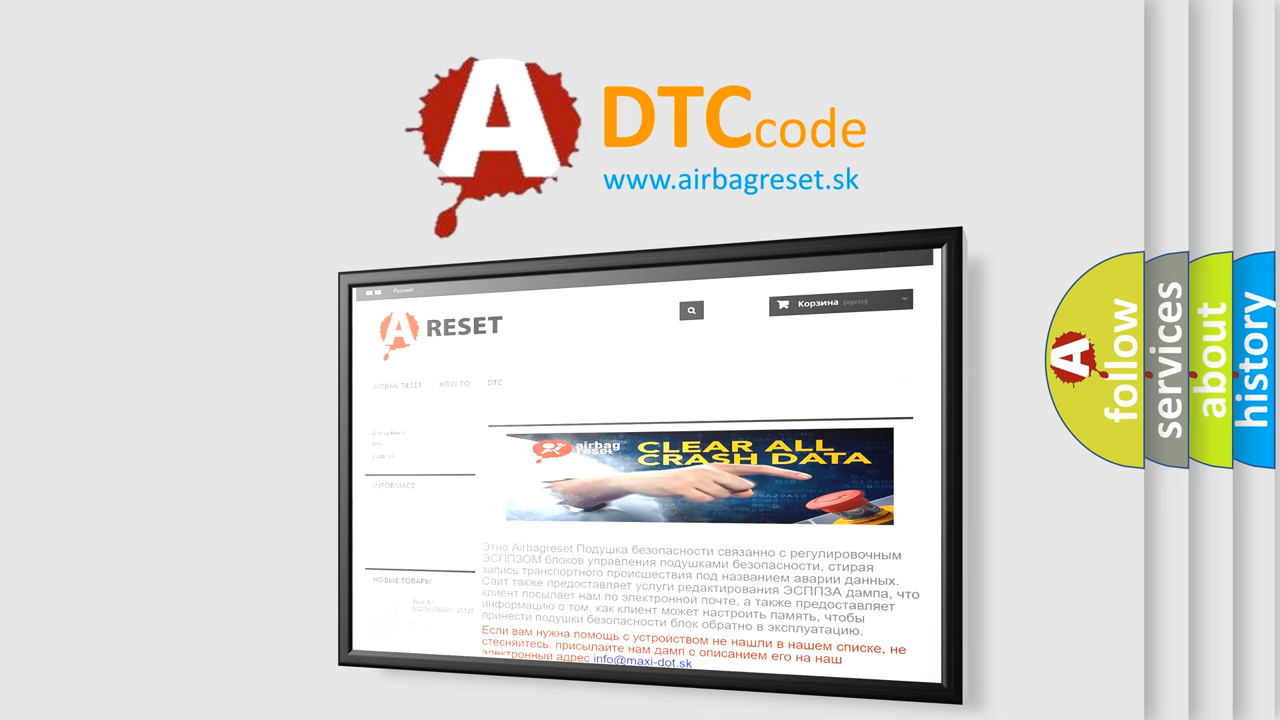 A
DTCcode
www.airbagreset.sk
Русский
Корзина (пусто)
A RESET
AIRBAG RESET HOW TO DTC
INFORMACE
airbag
reset
CLEAR ALL
CRASH DATA
Этно Airbagreset Подушка безопасности связанно с регулировочным
ЭСППЗОМ блоков управления подушками безопасности, стирая
запись транспортного происшествия под названием аварии данных.
Сайт также предоставляет услуги редактирования ЭСППЗА дампа, что
клиент посылает нам по электронной почте, а также предоставляет
информацию о том, как клиент может настроить память, чтобы
принести подушки безопасности блок обратно в эксплуатацию.
Если вам нужна помощь с устройством не нашли в нашем списке, не
стесняйтесь, присылайте нам дамп с описанием его на наш
электронный адрес info@maxi-dot.sk
НОВЫЕ ТОВАРЫ
A
follow
services
about
history